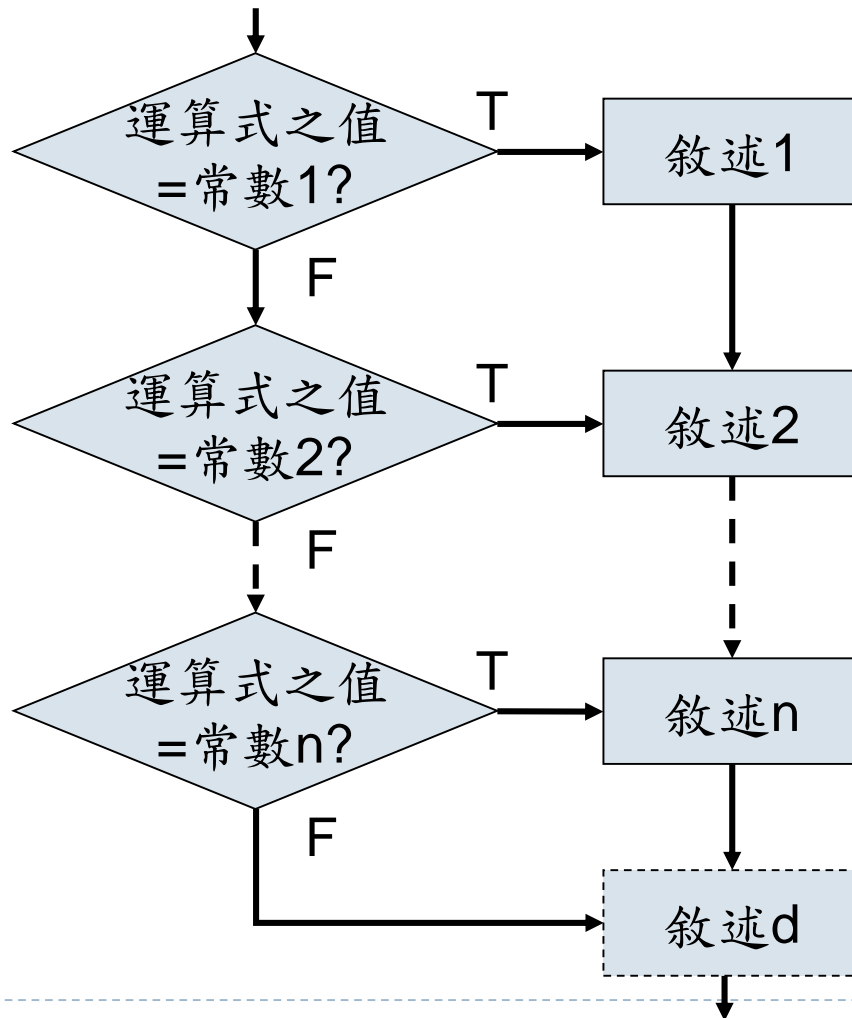 運算式之值
=常數1?
T
敘述1
F
運算式之值
=常數2?
T
敘述2
F
運算式之值
=常數n?
T
敘述n
F
敘述d